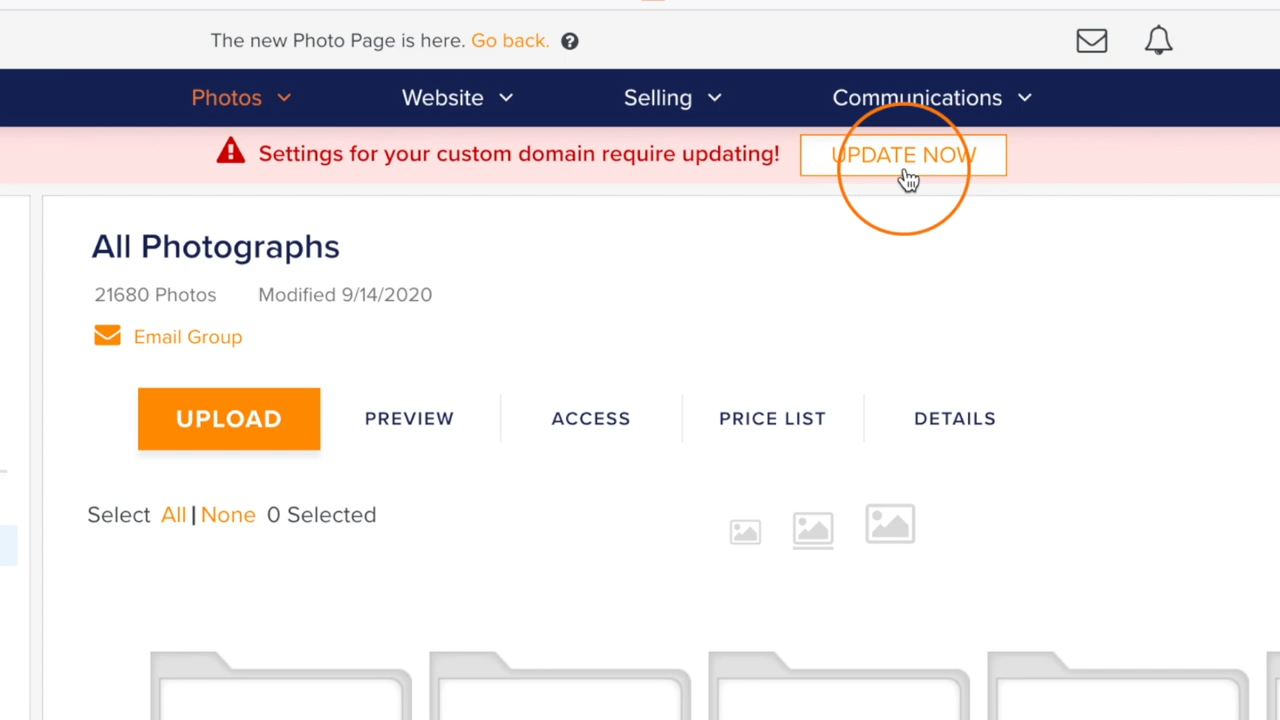 The new Photo Page is here. Go back. ?
Photos Website Selling Communications
Settings for your custom domain require updating! UPDATE NOW
All Photographs
21680 Photos Modified 9/14/2020
Email Group
UPLOAD PREVIEW ACCESS PRICE LIST DETAILS
Select All | None 0 Selected